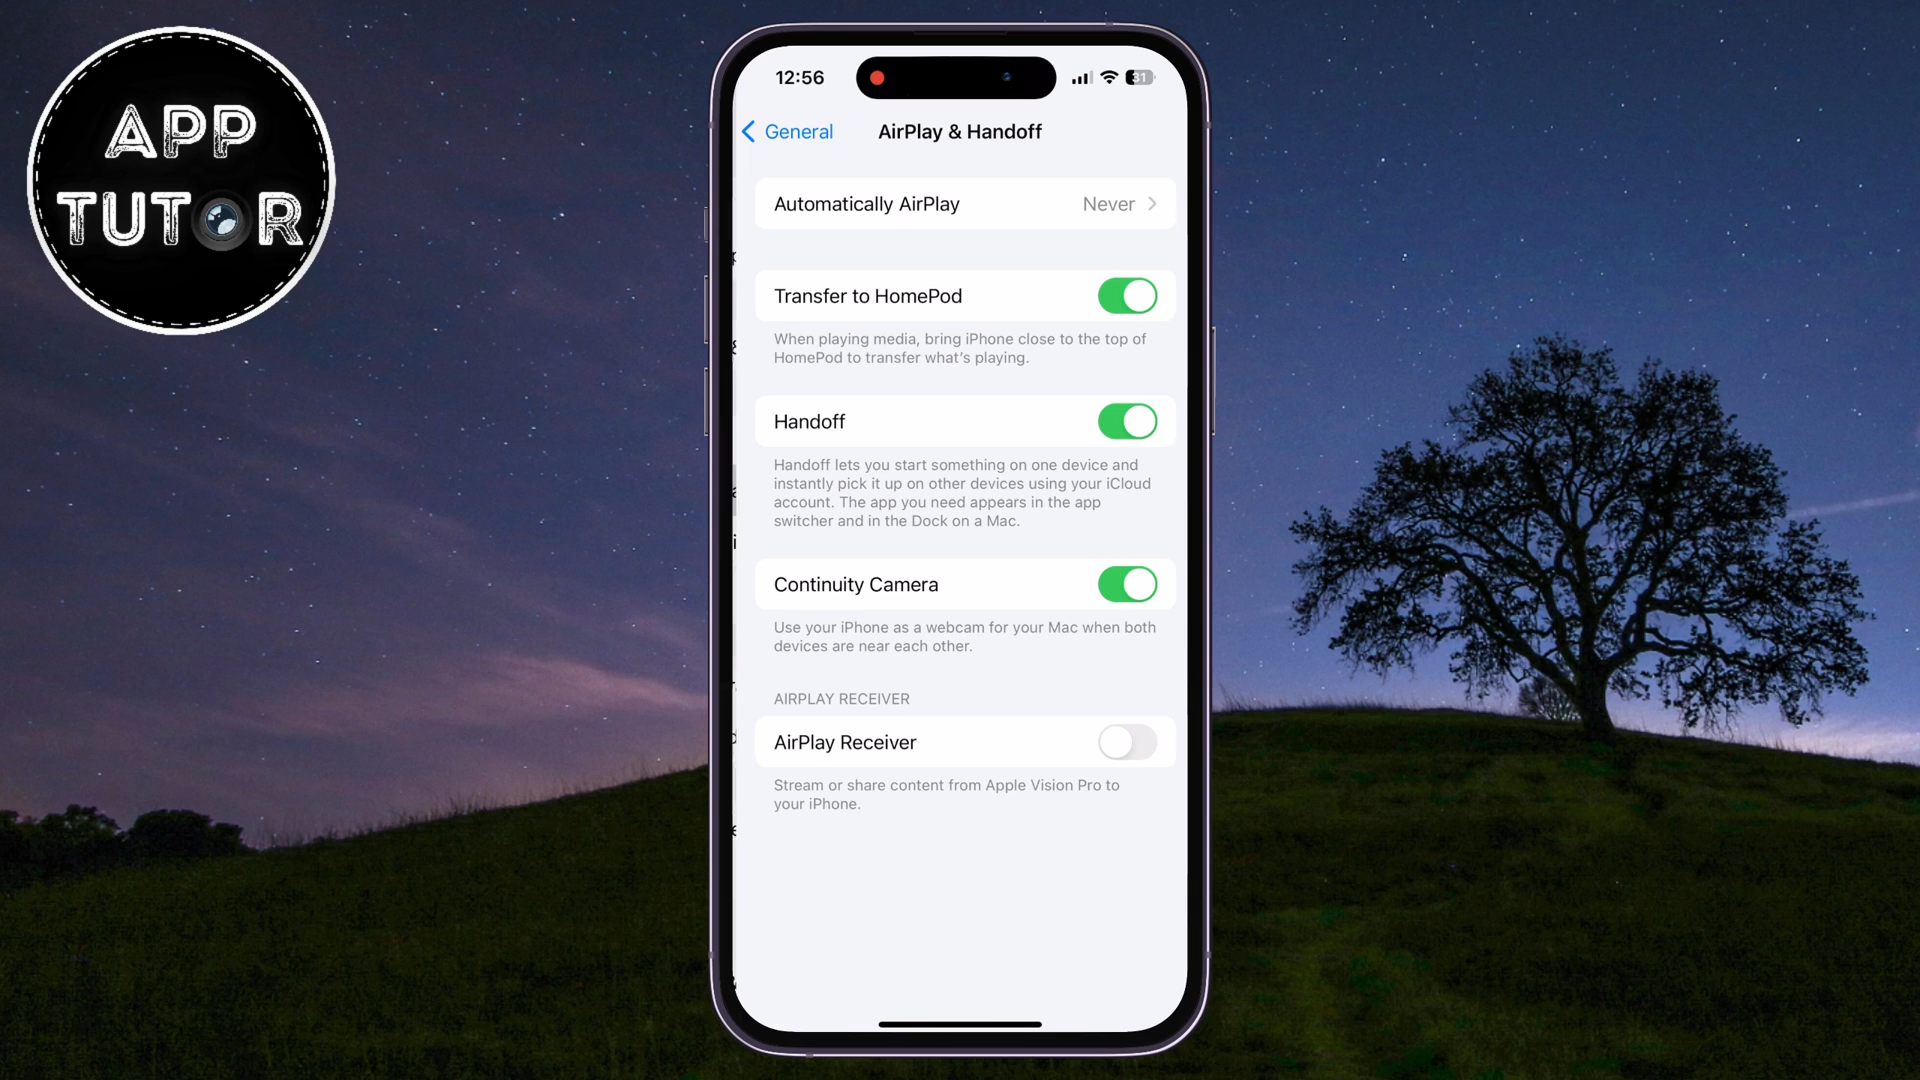 APP
TUTOR
12:56
31
General
AirPlay & Handoff
Automatically AirPlay
Never
Transfer to HomePod
When playing media, bring iPhone close to the top of
HomePod to transfer what's playing.
Handoff
Handoff lets you start something on one device and
instantly pick it up on other devices using your iCloud
account. The app you need appears in the app
switcher and in the Dock on a Mac.
Continuity Camera
Use your iPhone as a webcam for your Mac when both
devices are near each other.
AIRPLAY RECEIVER
AirPlay Receiver
Stream or share content from Apple Vision Pro to
your iPhone.